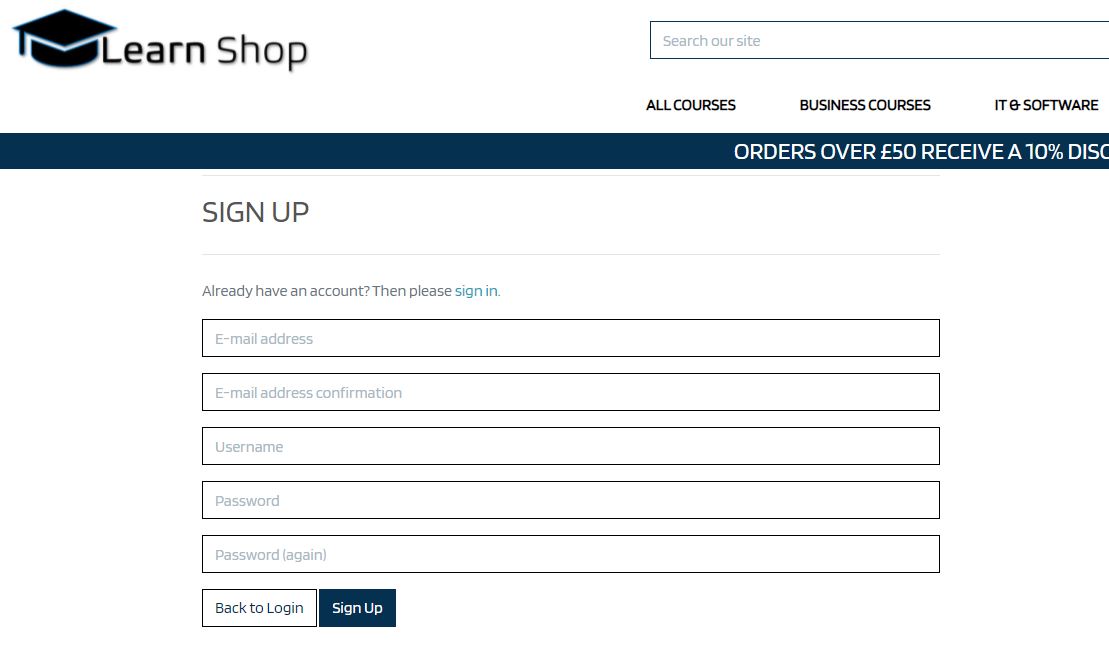 Learn Shop
Search our site
ALL COURSES BUSINESS COURSES IT & SOFTWARE
ORDERS OVER £50 RECEIVE A 10% DISC
SIGN UP
Already have an account? Then please sign in.
E-mail address
E-mail address confirmation
Username
Password
Password (again)
Back to Login Sign Up